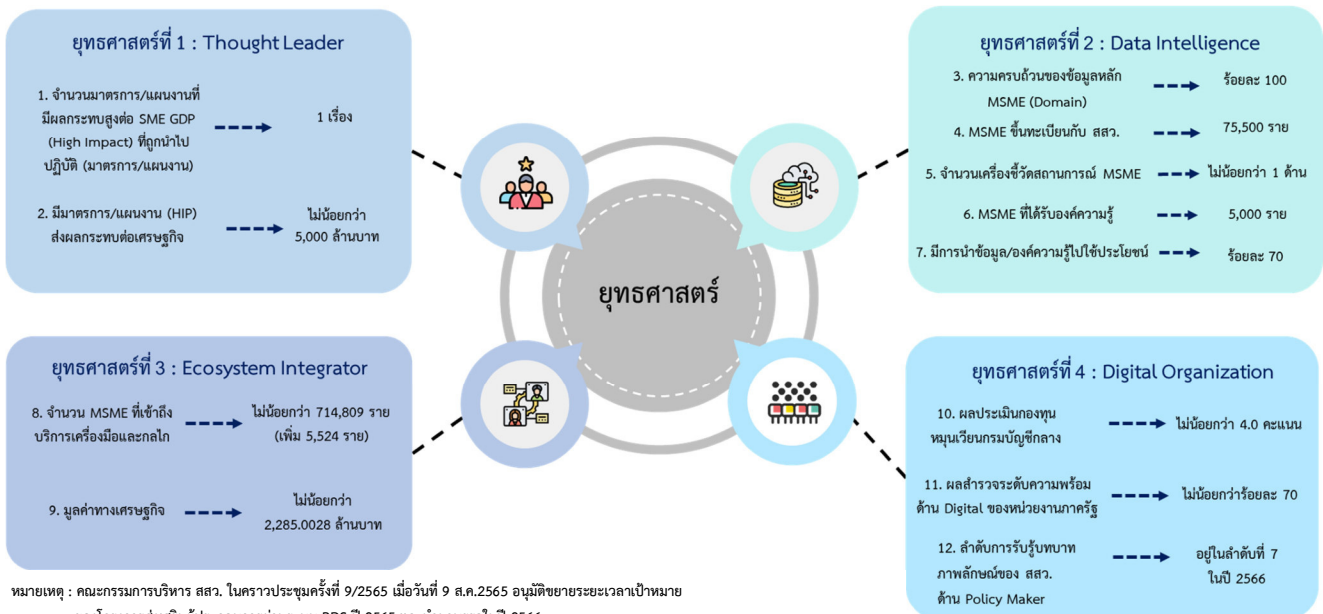 ยุทธศาสตร์ที่ 1 : Thought Leader
1. จำนวนมาตรการ/แผนงานที่
มีผลกระทบสูงต่อ SME GDP
(High Impact) ที่ถูกนำไป
ปฏิบัติ (มาตรการ/แผนงาน)
1 เรื่อง
2. มีมาตรการ/แผนงาน (HIP)
ส่งผลกระทบต่อเศรษฐกิจ
ไม่น้อยกว่า
5,000 ล้านบาท
ยุทธศาสตร์ที่ 2 : Data Intelligence
3. ความครบถ้วนของข้อมูลหลัก
MSME (Domain)
ร้อยละ 100
4. MSME ขึ้นทะเบียนกับ สสว.
75,500 ราย
5. จำนวนเครื่องชี้วัดสถานการณ์ MSME
ไม่น้อยกว่า 1 ด้าน
6. MSME ที่ได้รับองค์ความรู้
5,000 ราย
7. มีการนำข้อมูล/องค์ความรู้ไปใช้ประโยชน์
ร้อยละ 70
ยุทธศาสตร์
ยุทธศาสตร์ที่ 3 : Ecosystem Integrator
8. จำนวน MSME ที่เข้าถึง
บริการเครื่องมือและกลไก
ไม่น้อยกว่า 714,809 ราย
(เพิ่ม 5,524 ราย)
9. มูลค่าทางเศรษฐกิจ
ไม่น้อยกว่า
2,285.0028 ล้านบาท
ยุทธศาสตร์ที่ 4 : Digital Organization
10. ผลประเมินกองทุน
หมุนเวียนกรมบัญชีกลาง
ไม่น้อยกว่า 4.0 คะแนน
11. ผลสำรวจระดับความพร้อม
ด้าน Digital ของหน่วยงานภาครัฐ
ไม่น้อยกว่าร้อยละ 70
12. ลำดับการรับรู้บทบาท
ภาพลักษณ์ของ สสว.
ด้าน Policy Maker
อยู่ในลำดับที่ 7
ในปี 2566
หมายเหตุ : คณะกรรมการบริหาร สสว. ในคราวประชุมครั้งที่ 9/2565 เมื่อวันที่ 9 ส.ค.2565 อนุมัติขยายระยะเวลาเป้าหมาย